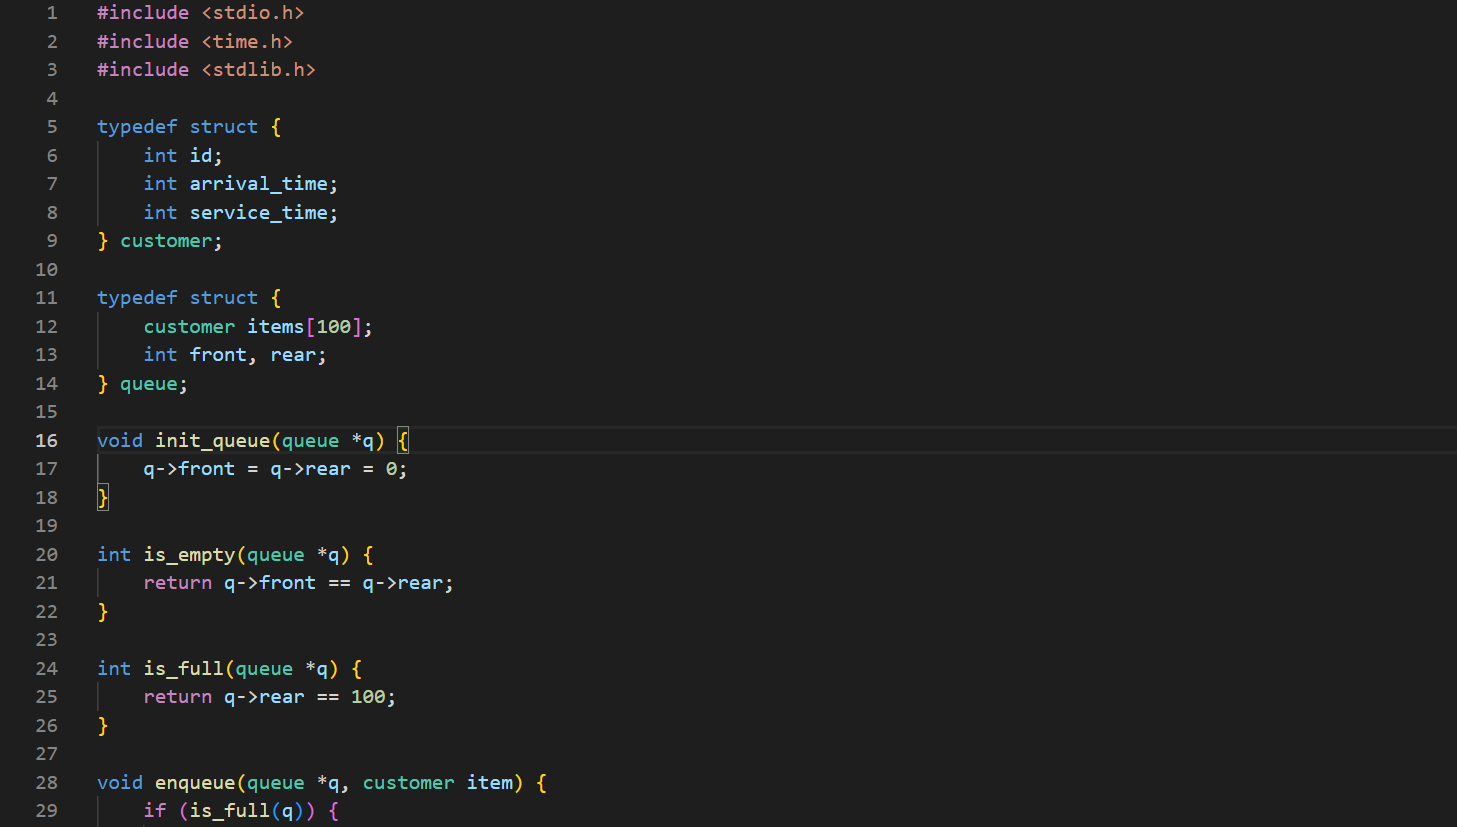 1 #include <stdio.h>
2 #include <time.h>
3 #include <stdlib.h>
4
5 typedef struct {
6     int id;
7     int arrival_time;
8     int service_time;
9 } customer;
10
11 typedef struct {
12     customer items[100];
13     int front, rear;
14 } queue;
15
16 void init_queue(queue *q) {
17     q->front = q->rear = 0;
18 }
19
20 int is_empty(queue *q) {
21     return q->front == q->rear;
22 }
23
24 int is_full(queue *q) {
25     return q->rear == 100;
26 }
27
28 void enqueue(queue *q, customer item) {
29     if (is_full(q)) {